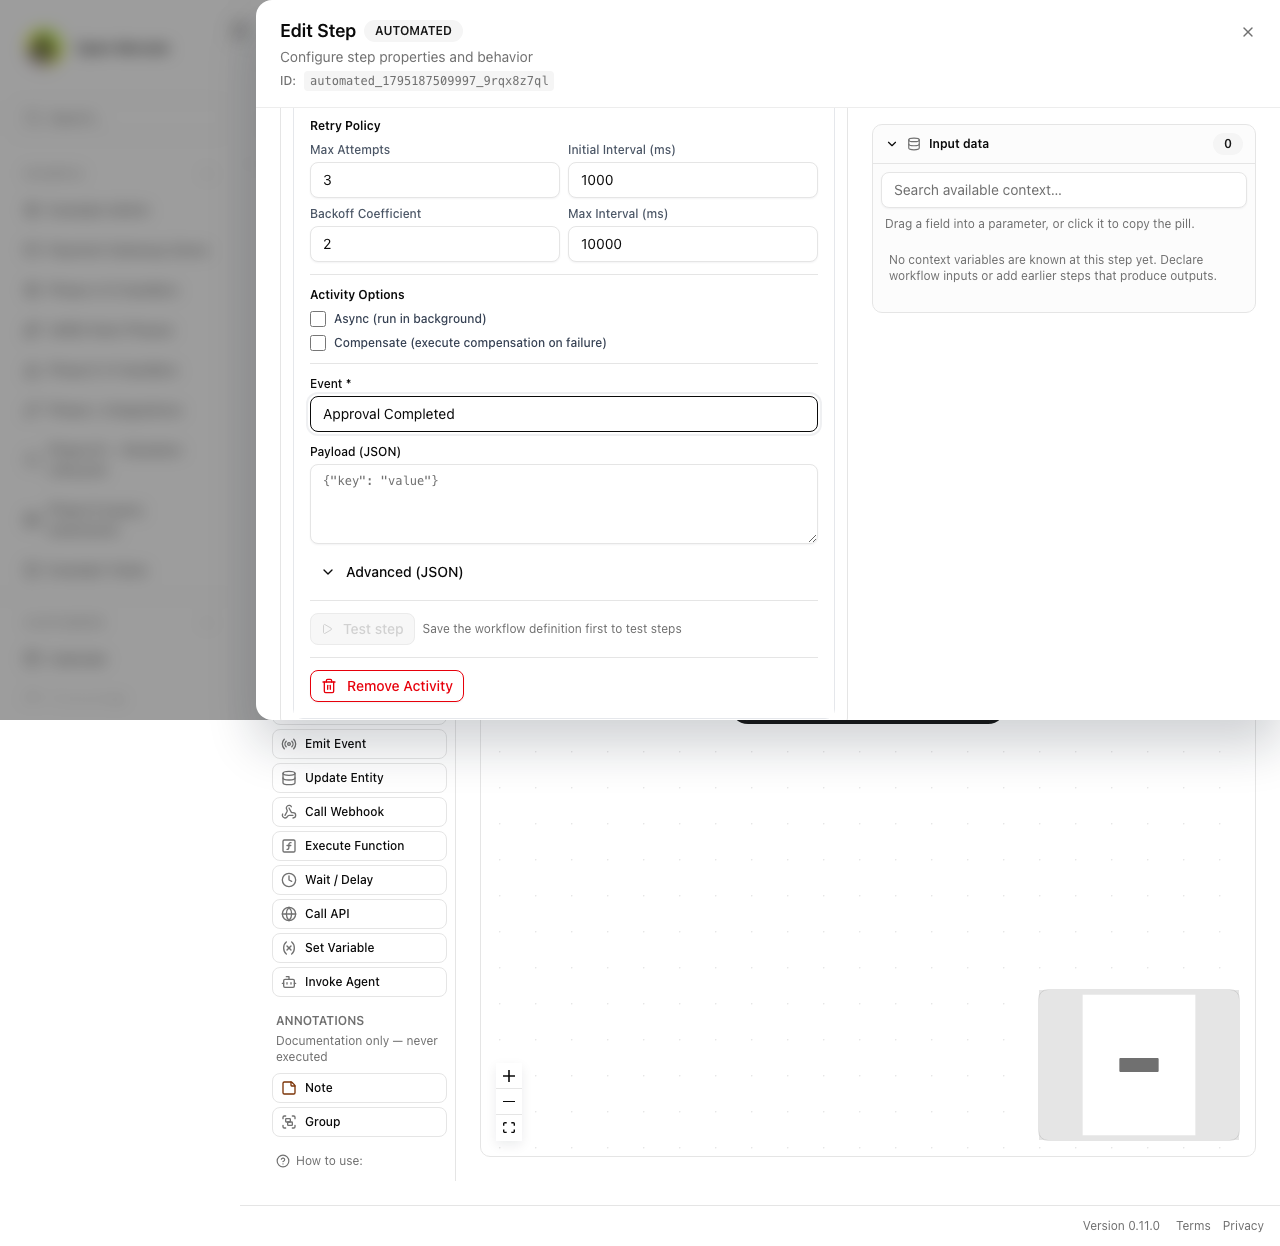 Edit Step AUTOMATED
Configure step properties and behavior
ID: automated_1795187509997_9rqx8z7ql
Retry Policy
Max Attempts Initial Interval (ms)
3 1000
Backoff Coefficient Max Interval (ms)
2 10000
Activity Options
Async (run in background)
Compensate (execute compensation on failure)
Event *
Approval Completed
Payload (JSON)
{"key": "value"}
Advanced (JSON)
Test step Save the workflow definition first to test steps
Remove Activity
Input data 0
Search available context...
Drag a field into a parameter, or click it to copy the pill.
No context variables are known at this step yet. Declare
workflow inputs or add earlier steps that produce outputs.
Emit Event
Update Entity
Call Webhook
Execute Function
Wait / Delay
Call API
Set Variable
Invoke Agent
ANNOTATIONS
Documentation only — never
executed
Note
Group
How to use:
Version 0.11.0 Terms Privacy